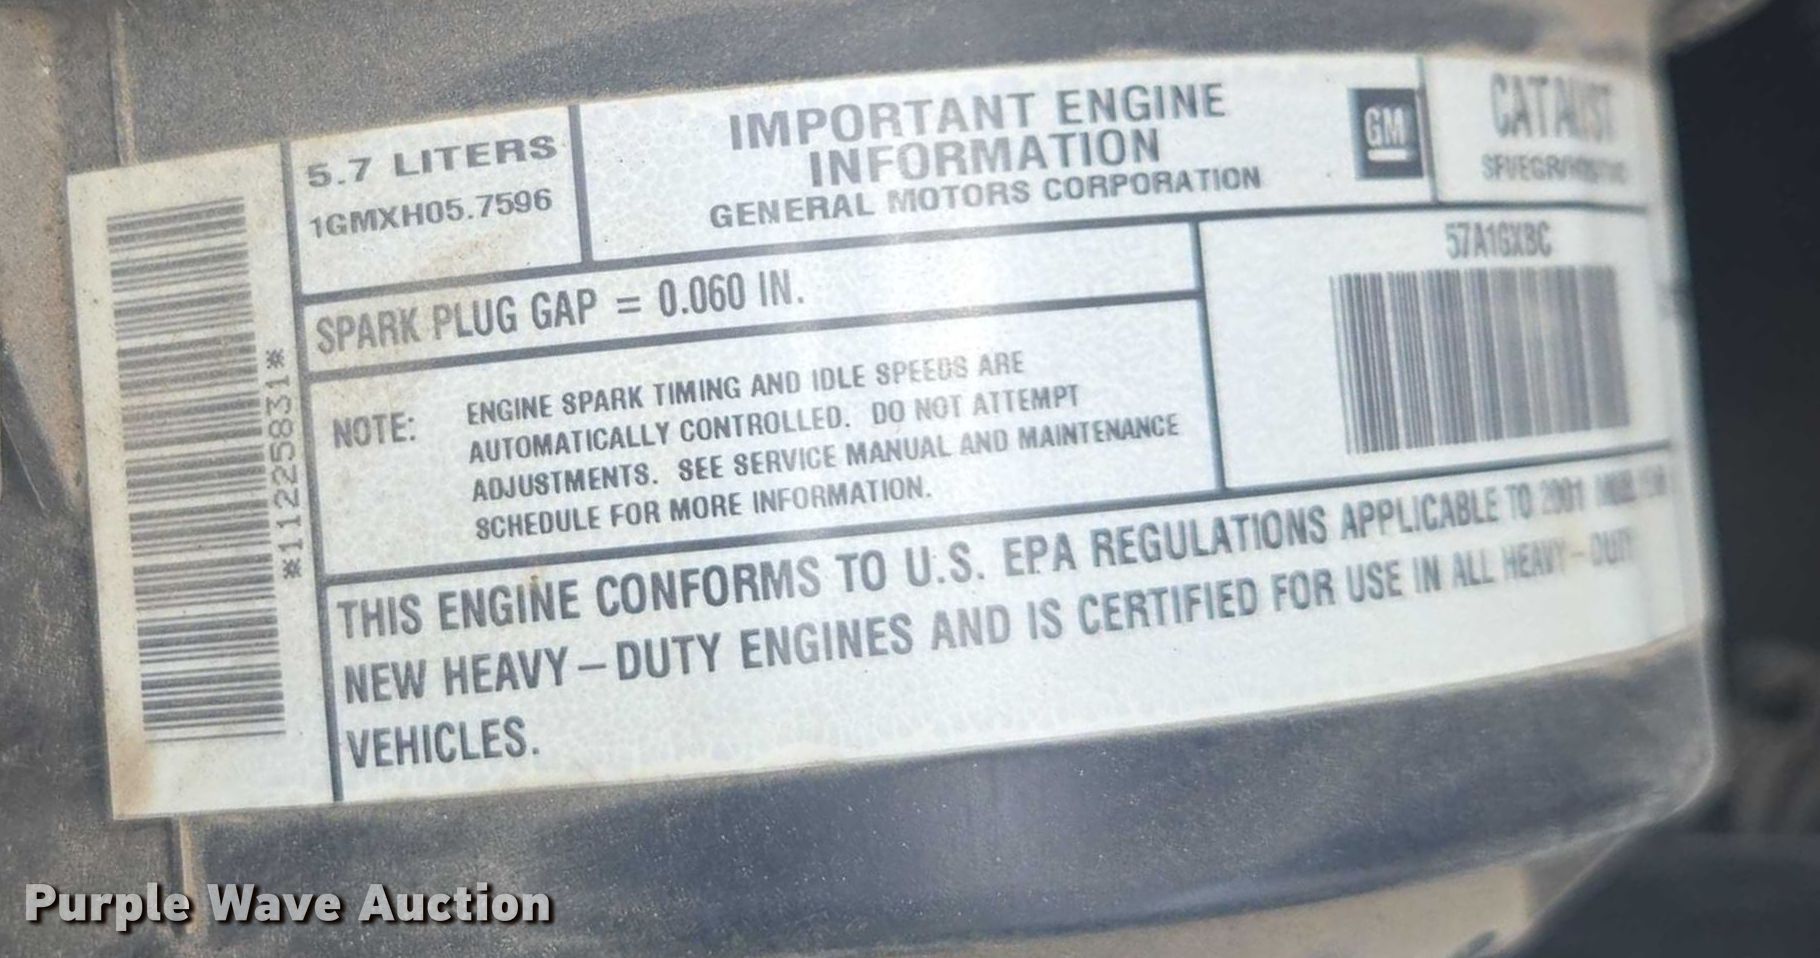 5.7 LITERS
1GMXH05.7596
IMPORTANT ENGINE
INFORMATION
GENERAL MOTORS CORPORATION
GM
CATALYST
57A1GXBC
SPARK PLUG GAP = 0.060 IN.
NOTE: ENGINE SPARK TIMING AND IDLE SPEEDS ARE
AUTOMATICALLY CONTROLLED. DO NOT ATTEMPT
ADJUSTMENTS. SEE SERVICE MANUAL AND MAINTENANCE
SCHEDULE FOR MORE INFORMATION.
*11225831*
THIS ENGINE CONFORMS TO U.S. EPA REGULATIONS APPLICABLE TO 2001
NEW HEAVY-DUTY ENGINES AND IS CERTIFIED FOR USE IN ALL HEAVY-DUTY
VEHICLES.
Purple Wave Auction